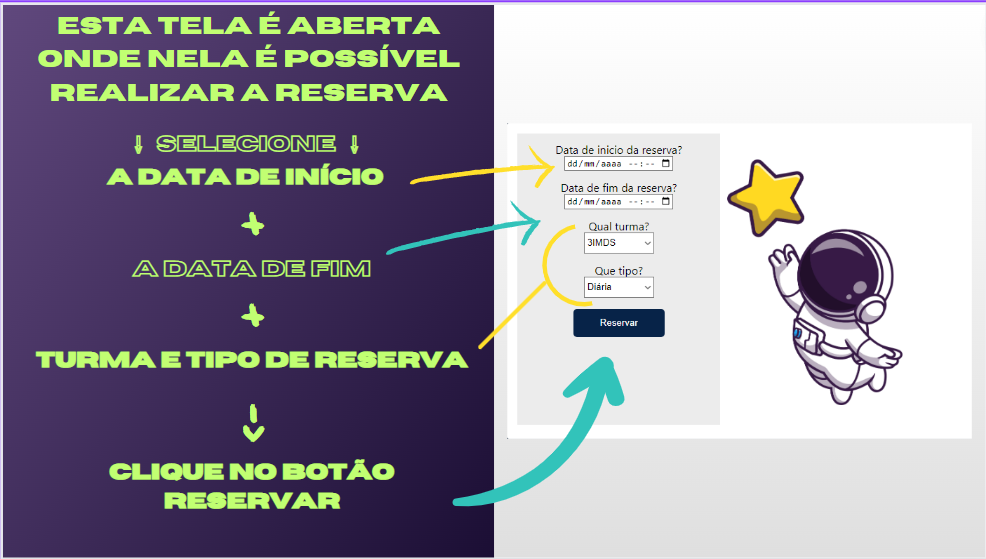 ESTA TELA É ABERTA
ONDE NELA É POSSÍVEL
REALIZAR A RESERVA
SELECIONE
A DATA DE INÍCIO
+
A DATA DE FIM
+
TURMA E TIPO DE RESERVA
CLIQUE NO BOTÃO
RESERVAR
Data de inicio da reserva?
dd/mm/aaaa --:--
Data de fim da reserva?
dd/mm/aaaa --:--
Qual turma?
3IMDS
Que tipo?
Diária
Reservar